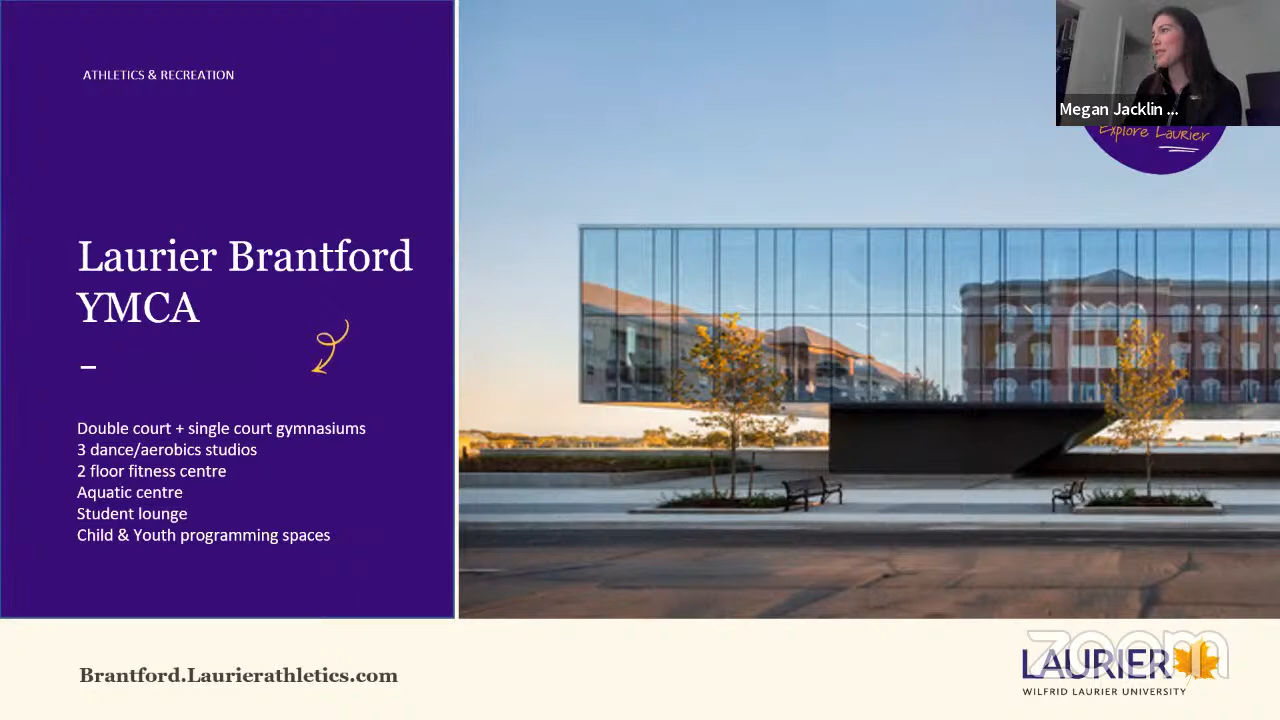 ATHLETICS & RECREATION
Megan Jacklin ...
Explore Laurier
Laurier Brantford
YMCA
Double court + single court gymnasiums
3 dance/aerobics studios
2 floor fitness centre
Aquatic centre
Student lounge
Child & Youth programming spaces
Brantford.Laurierathletics.com
zoom
LAURIER
WILFRID LAURIER UNIVERSITY